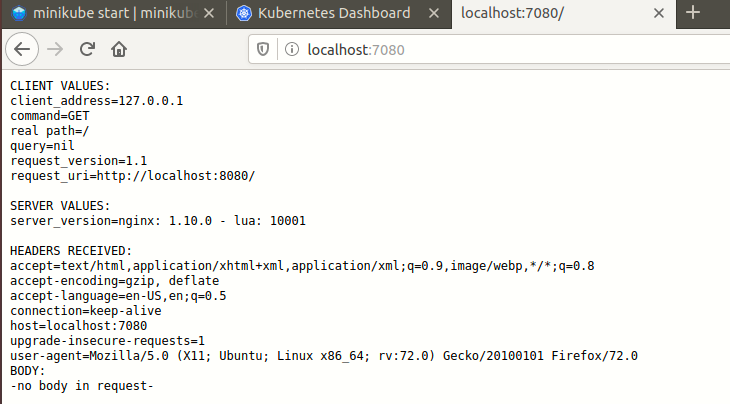 minikube start | minikub
Kubernetes Dashboard
localhost:7080/
localhost:7080
CLIENT VALUES:
client_address=127.0.0.1
command=GET
real path=/
query=nil
request_version=1.1
request_uri=http://localhost:8080/
SERVER VALUES:
server_version=nginx: 1.10.0 - lua: 10001
HEADERS RECEIVED:
accept=text/html,application/xhtml+xml,application/xml;q=0.9,image/webp,*/*;q=0.8
accept-encoding=gzip, deflate
accept-language=en-US,en;q=0.5
connection=keep-alive
host=localhost:7080
upgrade-insecure-requests=1
user-agent=Mozilla/5.0 (X11; Ubuntu; Linux x86_64; rv:72.0) Gecko/20100101 Firefox/72.0
BODY:
-no body in request-